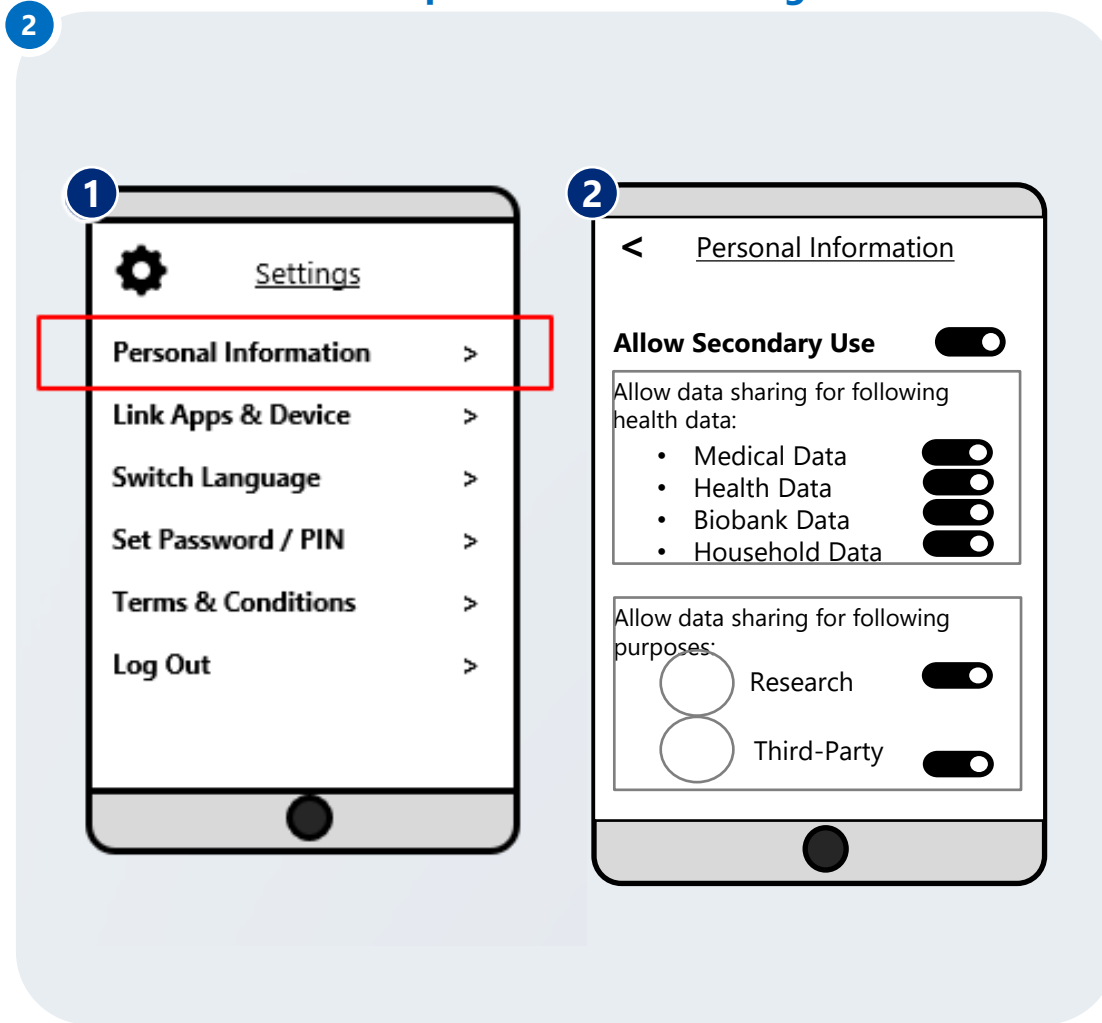 2
1
Settings
Personal Information >
Link Apps & Device >
Switch Language >
Set Password / PIN >
Terms & Conditions >
Log Out >
2
< Personal Information
Allow Secondary Use
Allow data sharing for following
health data:
• Medical Data
• Health Data
• Biobank Data
• Household Data
Allow data sharing for following
purposes:
Research
Third-Party